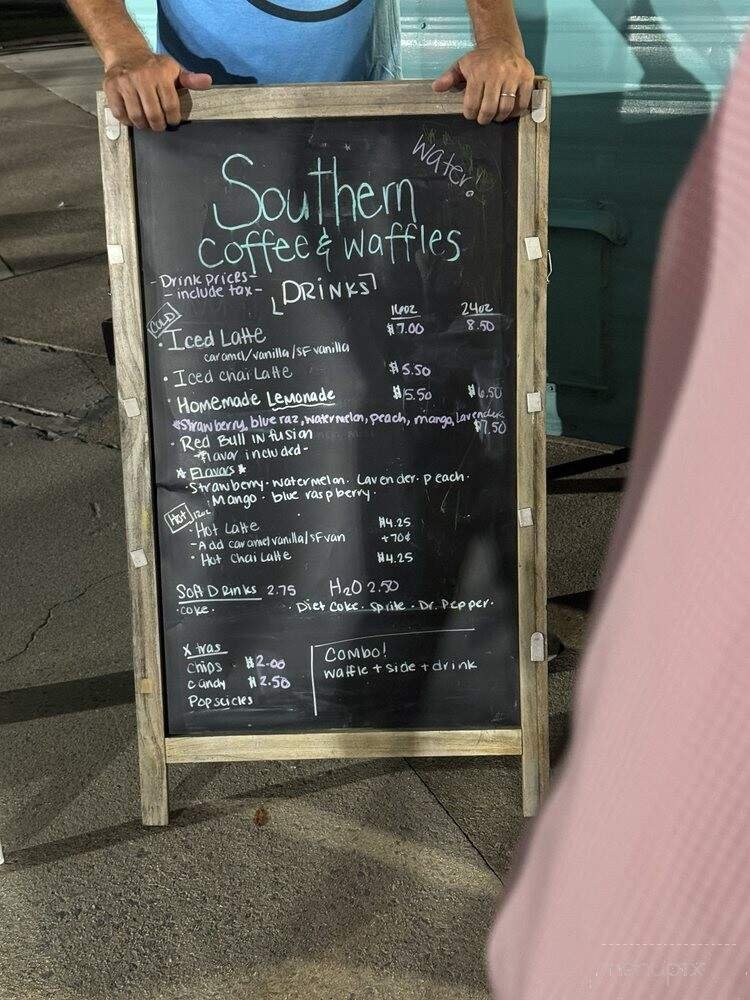 Water.
Southern
Coffee & Waffles
-Drink prices-
-include tax-
DRINKS
COLD 16oz 24oz
• Iced Latte $7.00 8.50
caramel/vanilla/SF vanilla
• Iced chai Latte $5.50
• Homemade Lemonade $5.50 $6.50
*Strawberry, blue raz, watermelon, peach, mango, Lavender
• Red Bull INfusion $7.50
-flavor included-
* Flavors *
• Strawberry • watermelon • Lavender • peach •
• Mango • blue raspberry •
Hot 12oz
• Hot Latte $4.25
-Add caramel/vanilla/SF van +70¢
• Hot Chai Latte $4.25
Soft Drinks 2.75 H2O 2.50
• coke • • Diet Coke • Sprite • Dr. Pepper •
Xtras
Chips $2.00
Candy $2.50
Popsicles
Combo!
waffle + side + drink
menupix